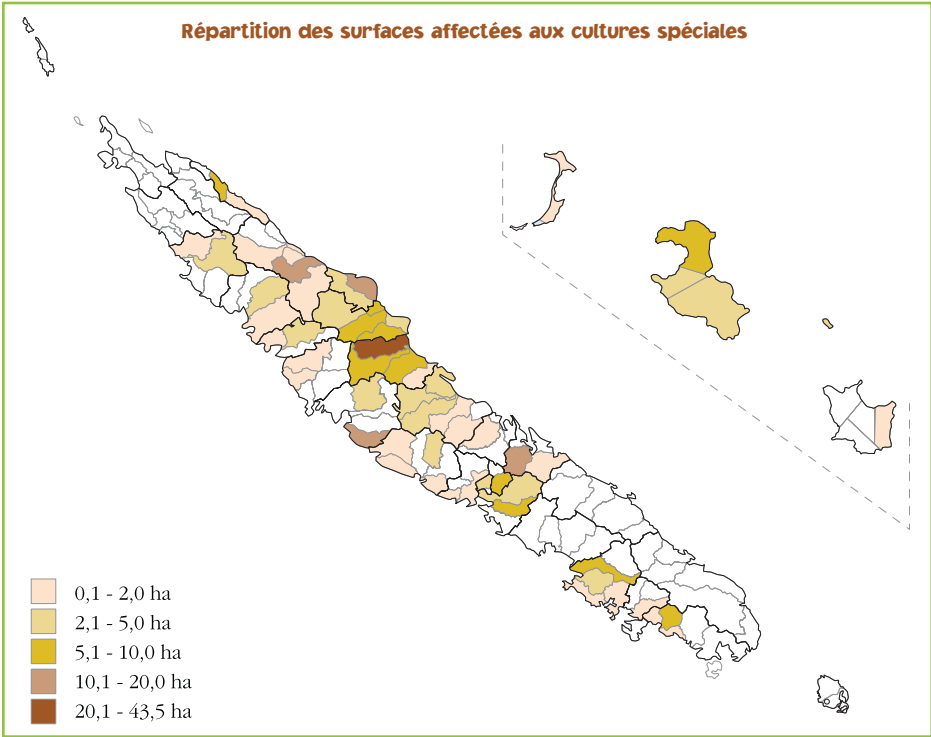 Répartition des surfaces affectées aux cultures spéciales
0,1 - 2,0 ha
2,1 - 5,0 ha
5,1 - 10,0 ha
10,1 - 20,0 ha
20,1 - 43,5 ha